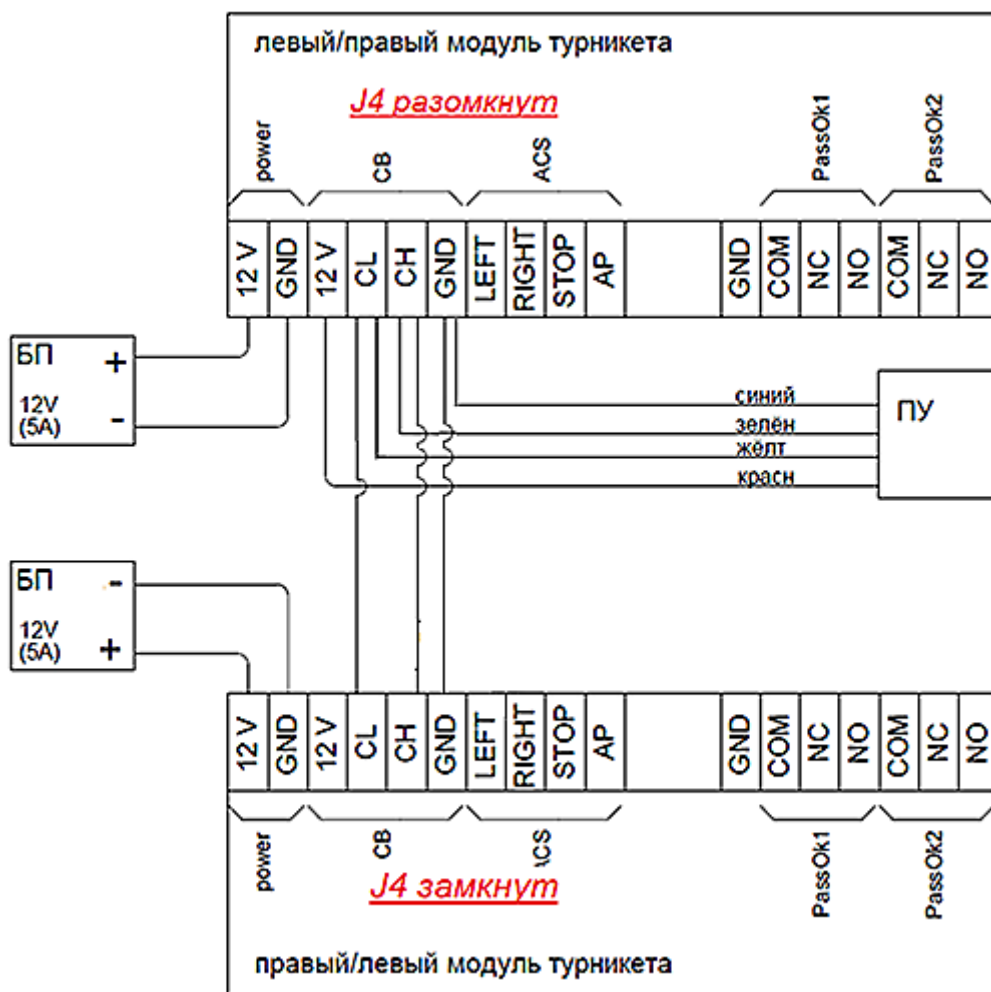 левый/правый модуль турникета
J4 разомкнут
power
CB
ACS
PassOk1
PassOk2
12 V
GND
12 V
CL
CH
GND
LEFT
RIGHT
STOP
AP
GND
COM
NC
NO
COM
NC
NO
БП +
12V
(5A) -
синий
зелён
жёлт
красн
ПУ
БП -
12V
(5A) +
12 V
GND
12 V
CL
CH
GND
LEFT
RIGHT
STOP
AP
GND
COM
NC
NO
COM
NC
NO
power
CB
\CS
PassOk1
PassOk2
J4 замкнут
правый/левый модуль турникета